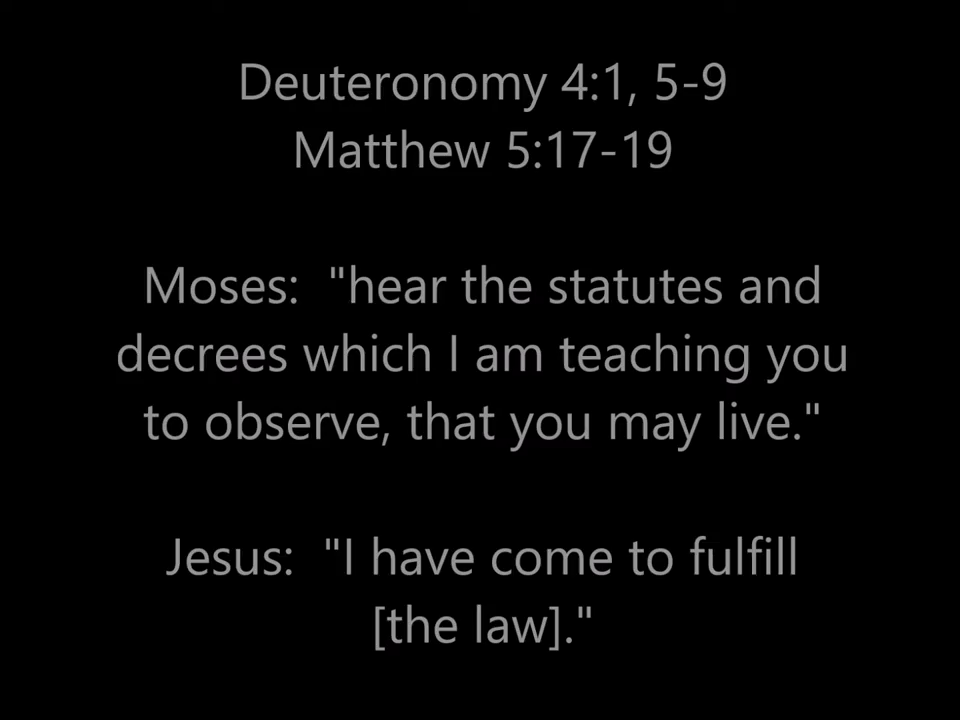 Deuteronomy 4:1, 5-9
Matthew 5:17-19
Moses:  "hear the statutes and
decrees which I am teaching you
to observe, that you may live."
Jesus:  "I have come to fulfill
[the law]."